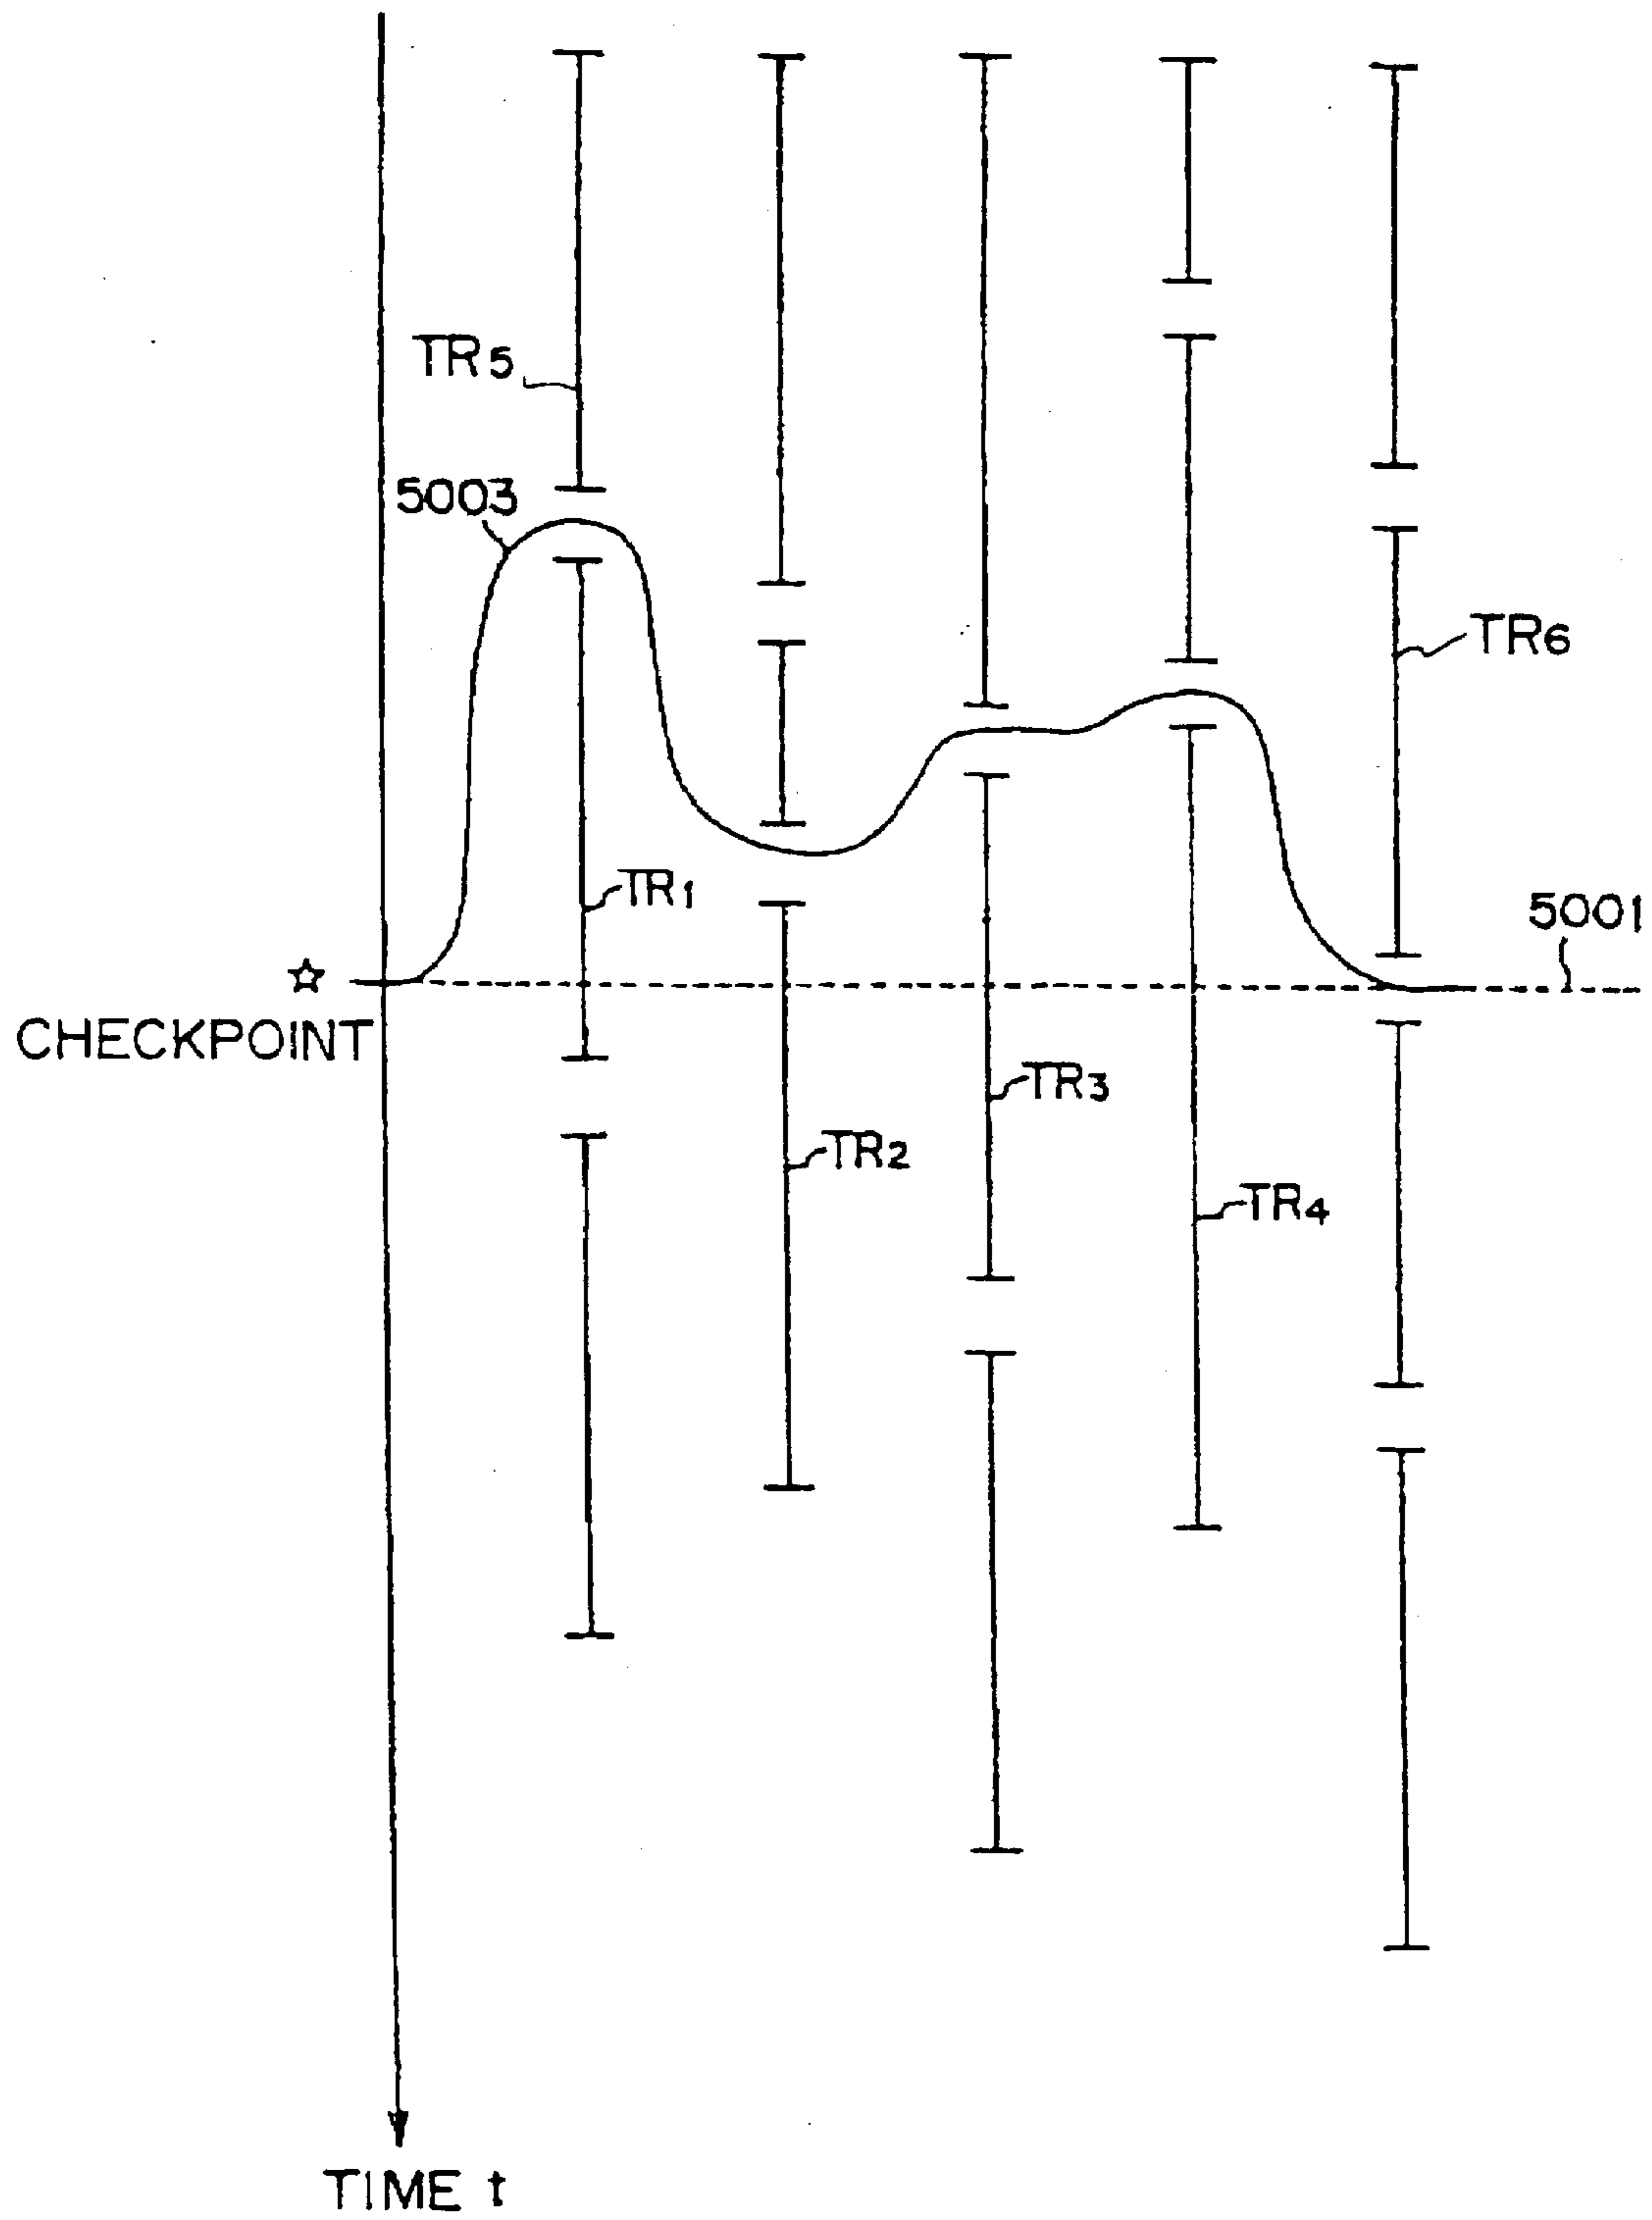 TR5
5003
TR6
TR1
5001
☆
CHECKPOINT
TR3
TR2
TR4
TIME t